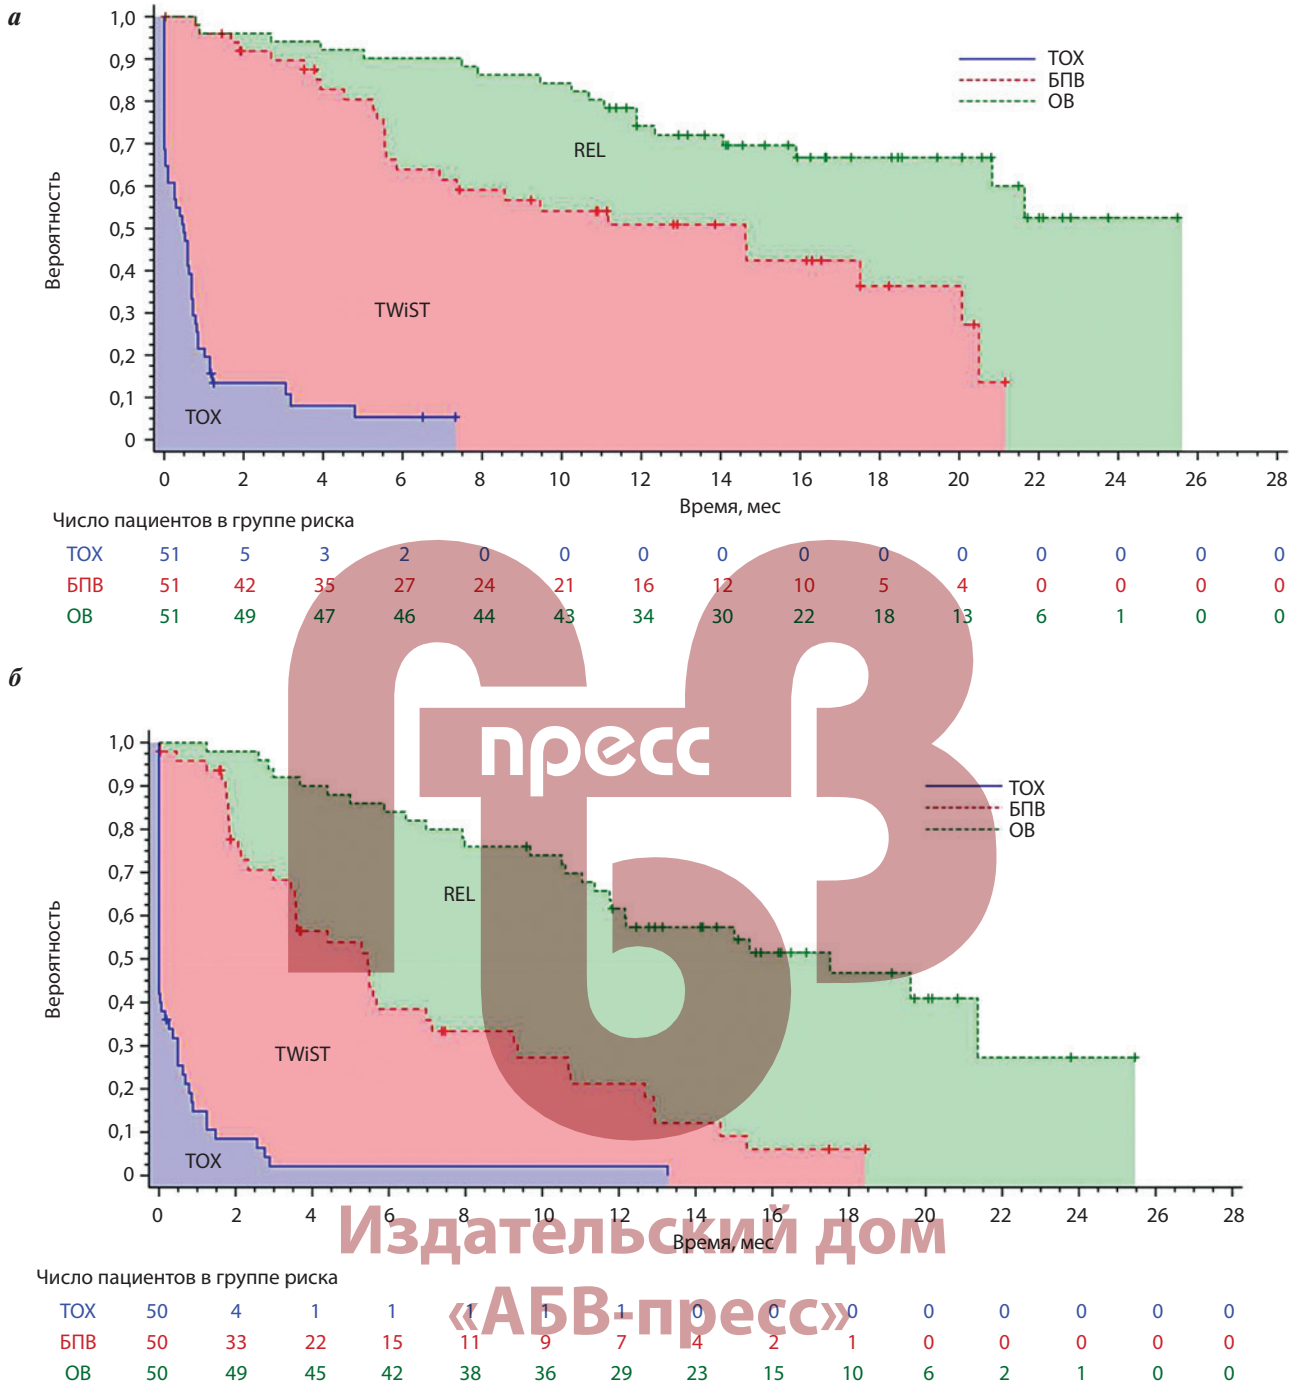 а
1,0
0,9
0,8
0,7
0,6
0,5
0,4
0,3
0,2
0,1
0
Вероятность
TOX
БПВ
ОВ
REL
TWiST
TOX
0 2 4 6 8 10 12 14 16 18 20 22 24 26 28
Время, мес
Число пациентов в группе риска
TOX 51 5 3 2 0 0 0 0 0 0 0 0 0 0 0
БПВ 51 42 35 27 24 21 16 12 10 5 4 0 0 0 0
ОВ 51 49 47 46 44 43 34 30 22 18 13 6 1 0 0
б
пресс
1,0
0,9
0,8
0,7
0,6
0,5
0,4
0,3
0,2
0,1
0
Вероятность
TOX
БПВ
ОВ
REL
TWiST
TOX
0 2 4 6 8 10 12 14 16 18 20 22 24 26 28
Издательский дом
Время, мес
Число пациентов в группе риска
«АБВ-пресс»
TOX 50 4 1 1 1 1 1 0 0 0 0 0 0 0 0
БПВ 50 33 22 15 11 9 7 4 2 1 0 0 0 0 0
ОВ 50 49 45 42 38 36 29 23 15 10 6 2 1 0 0